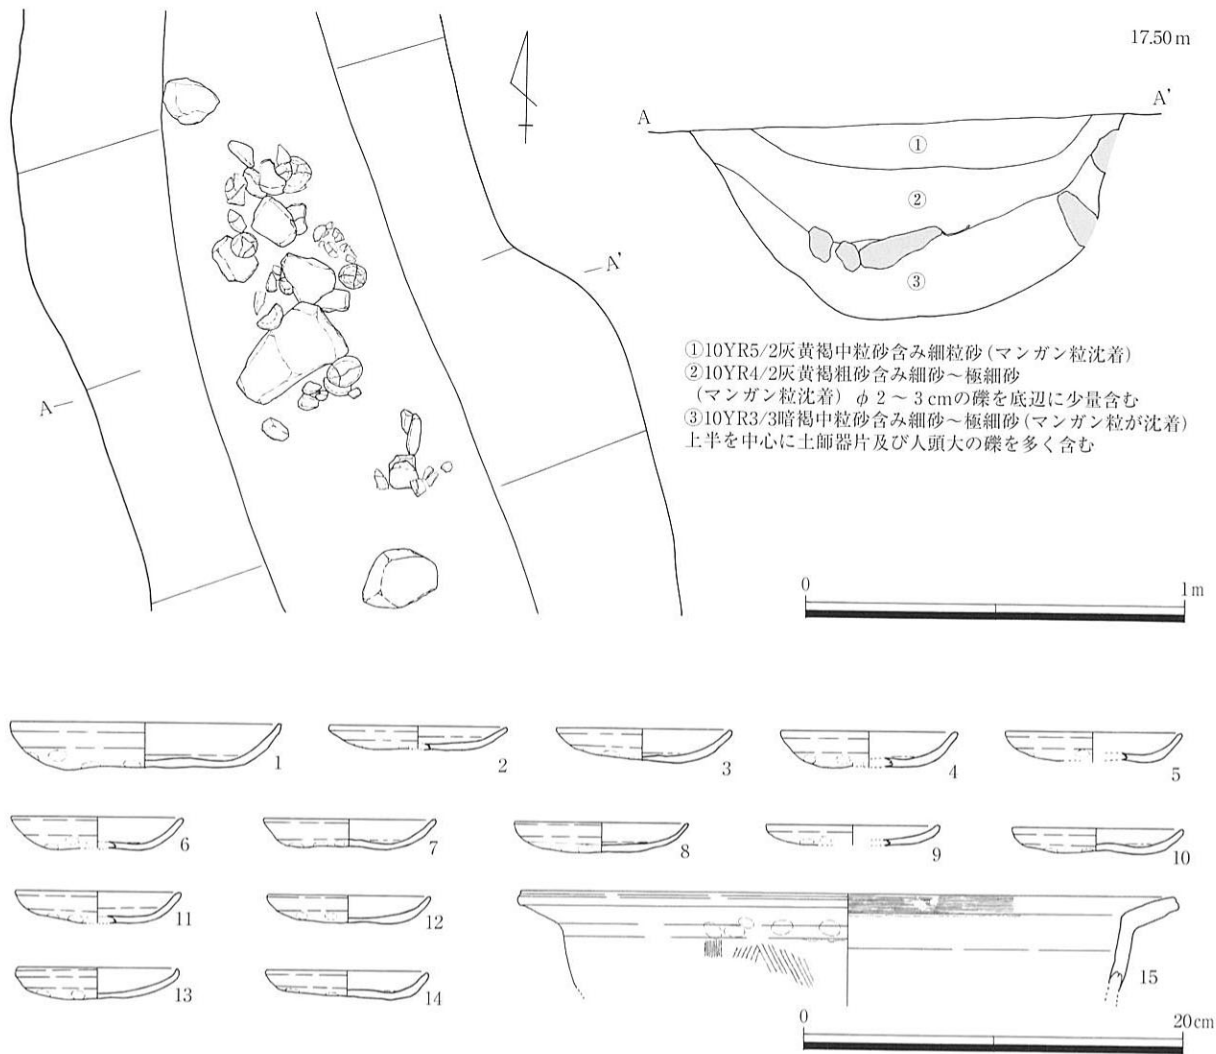 17.50m
A
A'
①
②
③
A'
A
①10YR5/2灰黄褐中粒砂含み細粒砂(マンガン粒沈着)
②10YR4/2灰黄褐粗砂含み細砂～極細砂
(マンガン粒沈着) φ2～3cmの礫を底辺に少量含む
③10YR3/3暗褐中粒砂含み細砂～極細砂(マンガン粒が沈着)
上半を中心に土師器片及び人頭大の礫を多く含む
0 1m
1 2 3 4 5
6 7 8 9 10
11 12
13 14 15
0 20cm